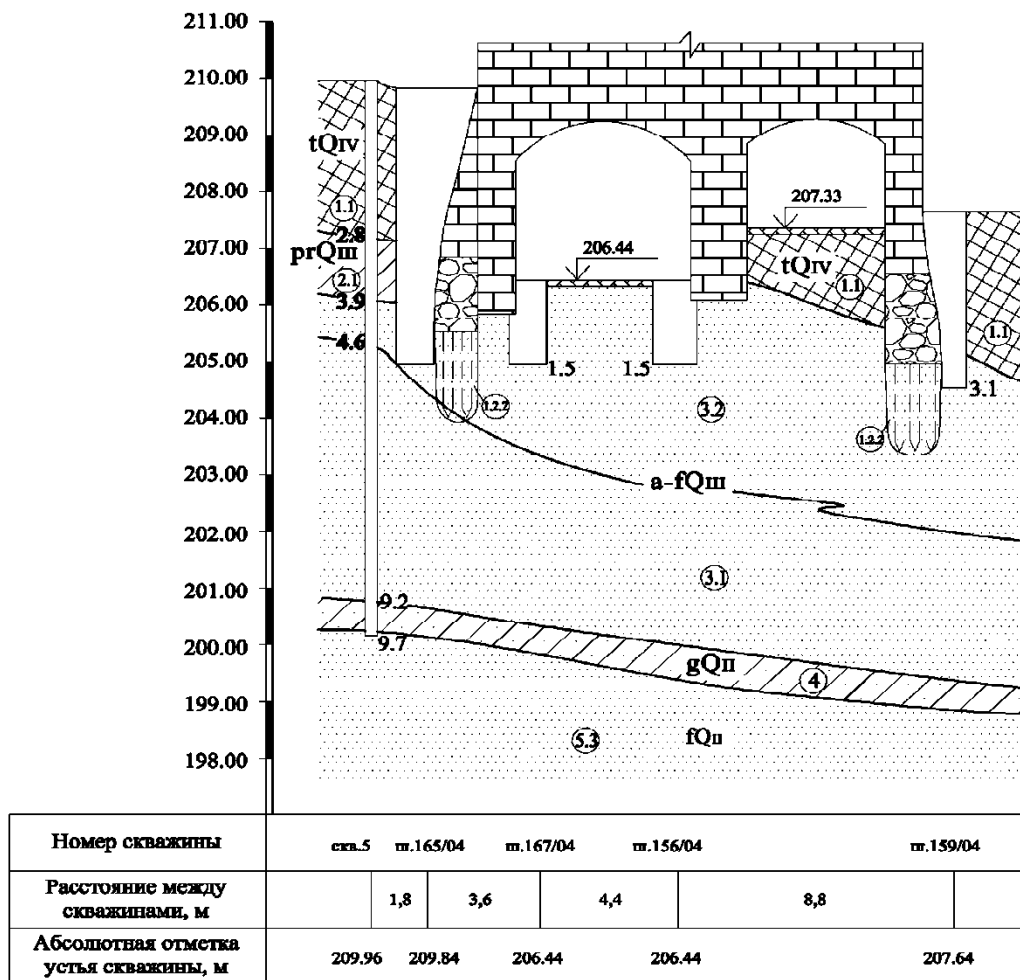 211.00
210.00
209.00
tQIV
208.00
207.33
1.1
2.8
207.00
prQIII
206.44
tQIV
2.1
1.1
206.00
3.9
1.1
4.6
205.00
1.5
1.5
3.1
1.2.2
3.2
204.00
1.2.2
203.00
a-fQIII
202.00
3.1
201.00
9.2
200.00
9.7
gQII
4
199.00
5.3
fQII
198.00
Номер скважины
скв.5
ш.165/04
ш.167/04
ш.156/04
ш.159/04
Расстояние между
скважинами, м
1,8
3,6
4,4
8,8
Абсолютная отметка
устья скважины, м
209.96
209.84
206.44
206.44
207.64